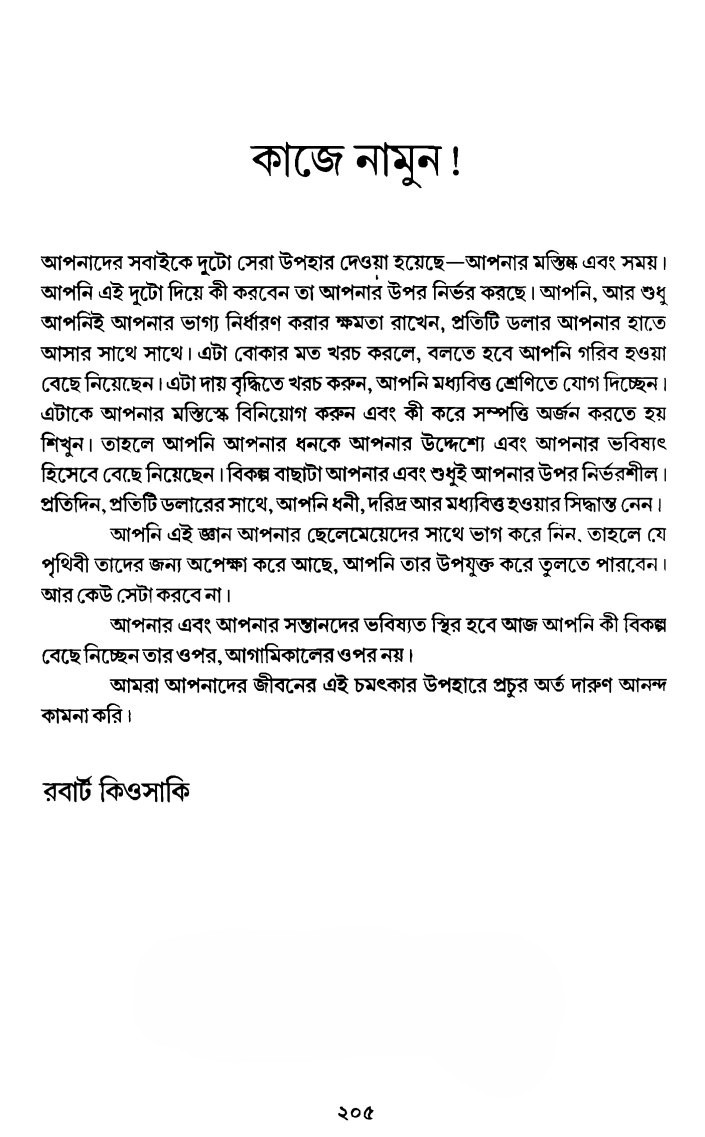 কাজে নামুন !
আপনাদের সবাইকে দুটো সেরা উপহার দেওয়া হয়েছে—আপনার মস্তিষ্ক এবং সময়।
আপনি এই দুটো দিয়ে কী করবেন তা আপনার উপর নির্ভর করছে। আপনি, আর শুধু
আপনিই আপনার ভাগ্য নির্ধারণ করার ক্ষমতা রাখেন, প্রতিটি ডলার আপনার হাতে
আসার সাথে সাথে। এটা বোকার মত খরচ করলে, বলতে হবে আপনি গরিব হওয়া
বেছে নিয়েছেন। এটা দায় বৃদ্ধিতে খরচ করুন, আপনি মধ্যবিত্ত শ্রেণিতে যোগ দিচ্ছেন।
এটাকে আপনার মস্তিস্কে বিনিয়োগ করুন এবং কী করে সম্পত্তি অর্জন করতে হয়
শিখুন। তাহলে আপনি আপনার ধনকে আপনার উদ্দেশ্যে এবং আপনার ভবিষ্যৎ
হিসেবে বেছে নিয়েছেন। বিকল্প বাছাটা আপনার এবং শুধুই আপনার উপর নির্ভরশীল।
প্রতিদিন, প্রতিটি ডলারের সাথে, আপনি ধনী, দরিদ্র আর মধ্যবিত্ত হওয়ার সিদ্ধান্ত নেন।
আপনি এই জ্ঞান আপনার ছেলেমেয়েদের সাথে ভাগ করে নিন. তাহলে যে
পৃথিবী তাদের জন্য অপেক্ষা করে আছে, আপনি তার উপযুক্ত করে তুলতে পারবেন।
আর কেউ সেটা করবে না।
আপনার এবং আপনার সন্তানদের ভবিষ্যত স্থির হবে আজ আপনি কী বিকল্প
বেছে নিচ্ছেন তার ওপর, আগামিকালের ওপর নয়।
আমরা আপনাদের জীবনের এই চমৎকার উপহারে প্রচুর অর্ত দারুণ আনন্দ
কামনা করি।
রবার্ট কিওসাকি
২০৫